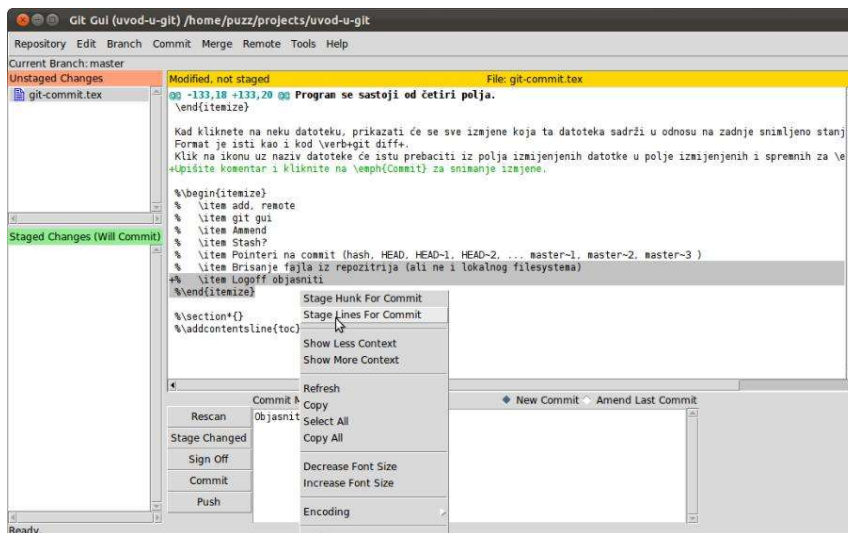 Git Gui (uvod-u-git) /home/puzz/projects/uvod-u-git
Repository Edit Branch Commit Merge Remote Tools Help
Current Branch: master
Unstaged Changes
git-commit.tex
Staged Changes (Will Commit)
Modified, not staged File: git-commit.tex
@@ -133,18 +133,20 @@ Program se sastoji od četiri polja.
\end{itemize}
Kad kliknete na neku datoteku, prikazati će se sve izmjene koja ta datoteka sadrži u odnosu na zadnje snimljeno stanj
Format je isti kao i kod \verb+git diff+.
Klik na ikonu uz naziv datoteke će istu prebaciti iz polja izmijenjenih datotke u polje izmijenjenih i spremnih za \e
+Upišite komentar i kliknite na \emph{Commit} za snimanje izmjene.
%\begin{itemize}
% \item add, remote
% \item git gui
% \item Ammend
% \item Stash?
% \item Pointeri na commit (hash, HEAD, HEAD~1, HEAD~2, ... master~1, master~2, master~3 )
% \item Brisanje fajla iz repozitrija (ali ne i lokalnog filesystema)
+% \item Logoff objasniti
%\end{itemize}
%\section*{}
%\addcontentsline{toc}
Stage Hunk For Commit
Stage Lines For Commit
Show Less Context
Show More Context
Refresh
Copy
Select All
Copy All
Decrease Font Size
Increase Font Size
Encoding
Commit M
New Commit Amend Last Commit
Objasnit
Rescan
Stage Changed
Sign Off
Commit
Push
Ready.